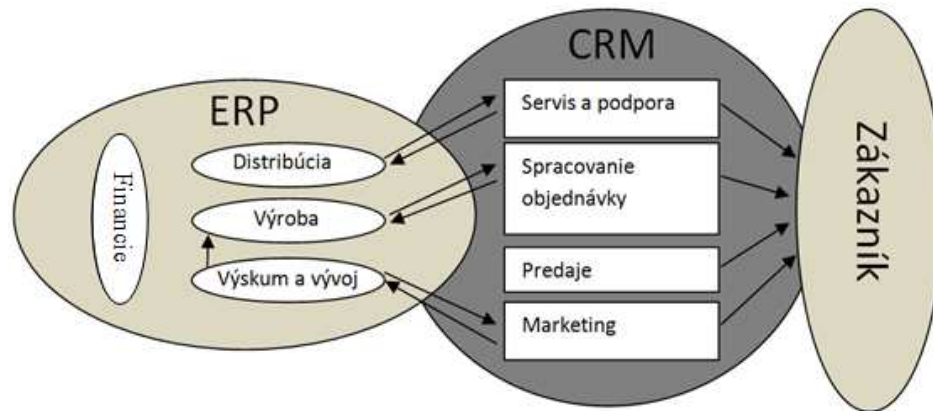 CRM
ERP
Servis a podpora
Distribúcia
Spracovanie
objednávky
Financie
Výroba
Výskum a vývoj
Predaje
Marketing
Zákazník